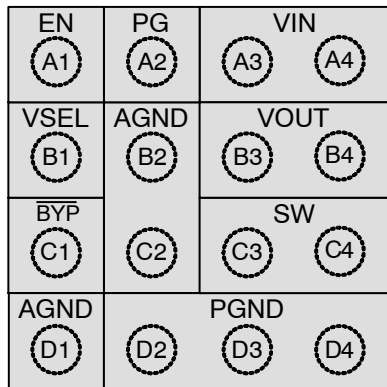 EN PG VIN
A1 A2 A3 A4
VSEL AGND VOUT
B1 B2 B3 B4
BYP SW
C1 C2 C3 C4
AGND PGND
D1 D2 D3 D4